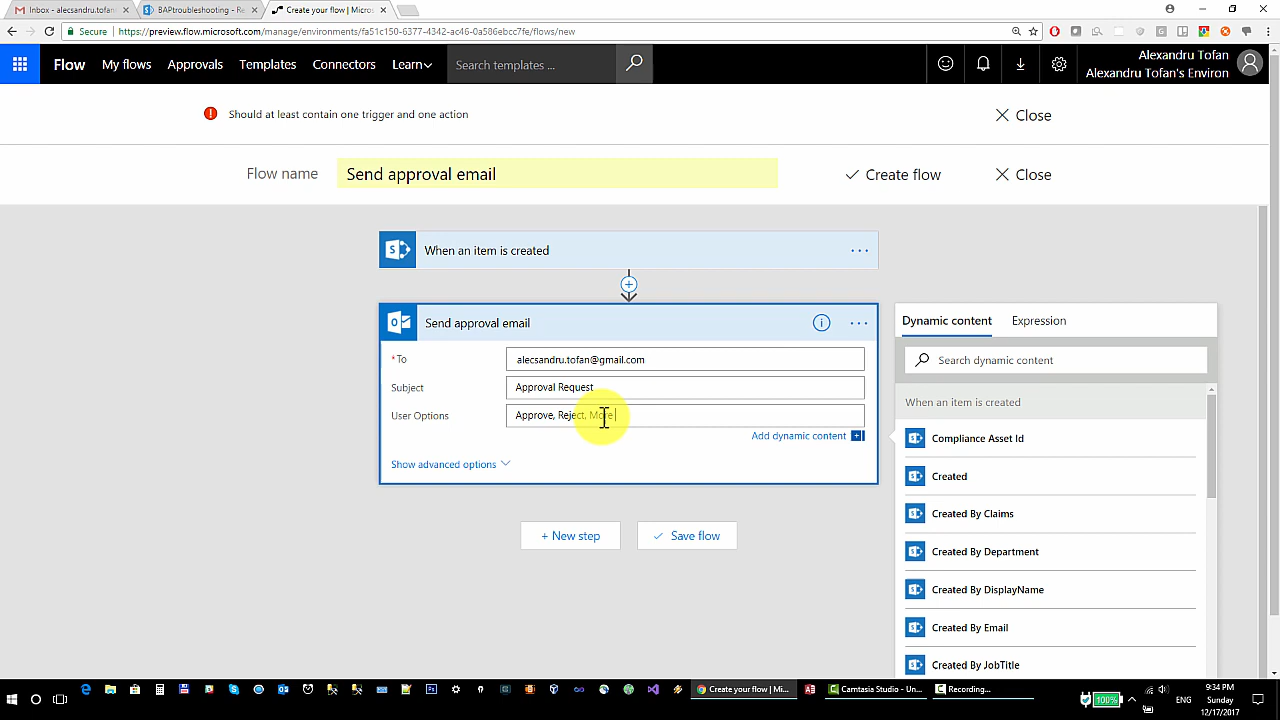 Inbox - alecsandru.tofan
BAPtroubleshooting - Re
Create your flow | Micros
Secure
https://preview.flow.microsoft.com/manage/environments/fa51c150-6377-4342-ac46-0a586ebcc7fe/flows/new
Flow
My flows
Approvals
Templates
Connectors
Learn
Search templates ...
Alexandru Tofan
Alexandru Tofan's Environ
Should at least contain one trigger and one action
Close
Flow name
Send approval email
Create flow
Close
When an item is created
Send approval email
*To
alecsandru.tofan@gmail.com
Subject
Approval Request
User Options
Approve, Reject, More
Add dynamic content
Show advanced options
+ New step
Save flow
Dynamic content
Expression
Search dynamic content
When an item is created
Compliance Asset Id
Created
Created By Claims
Created By Department
Created By DisplayName
Created By Email
Created By JobTitle
Create your flow | Mi...
Camtasia Studio - Un...
Recording...
100%
ENG
9:34 PM
Sunday
12/17/2017